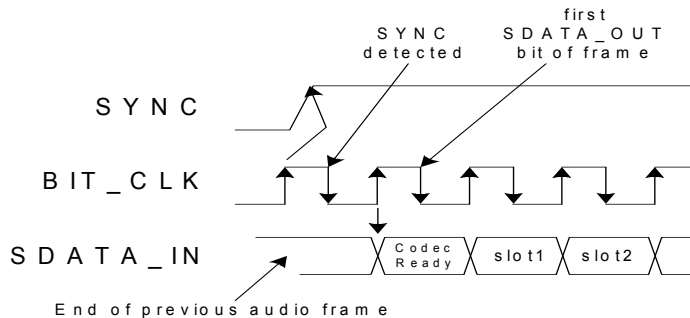 SYNC
detected
first
SDATA_OUT
bit of frame
SYNC
BIT_CLK
SDATA_IN
Codec
Ready
slot1
slot2
End of previous audio frame